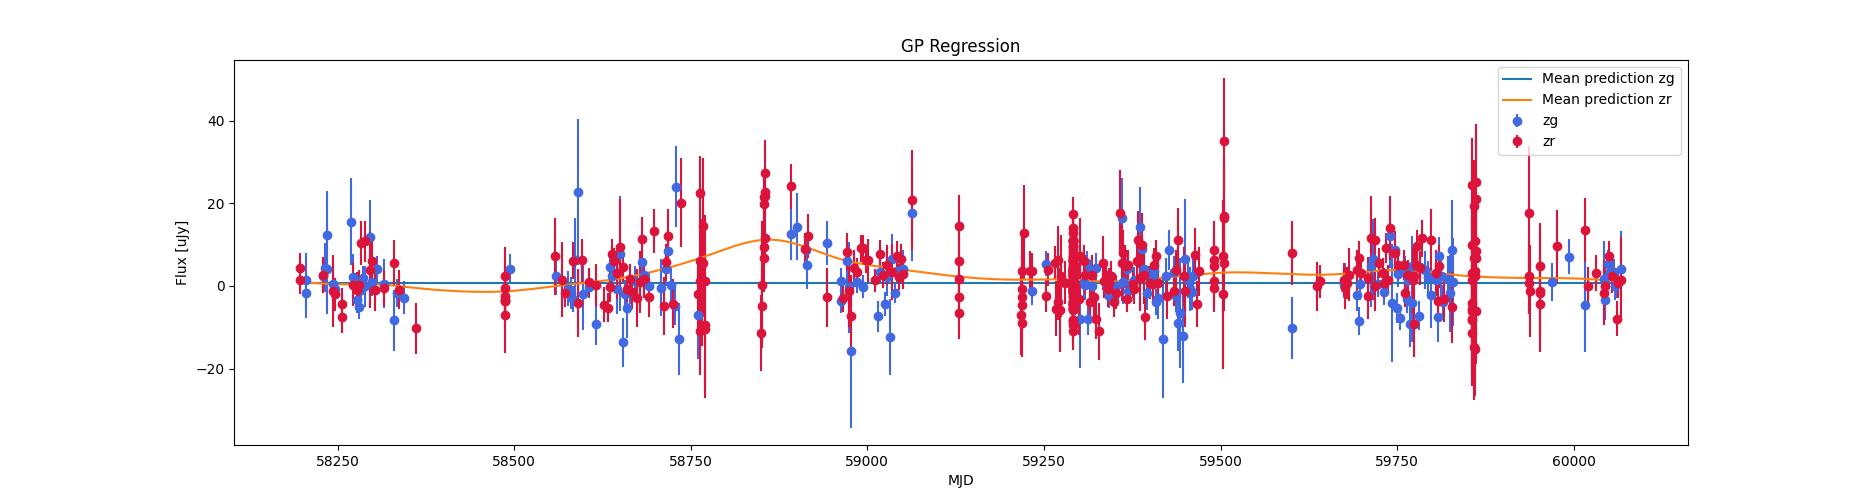 GP Regression
Flux [uJy]
40
20
0
−20
Mean prediction zg
Mean prediction zr
zg
zr
58250 58500 58750 59000 59250 59500 59750 60000
MJD